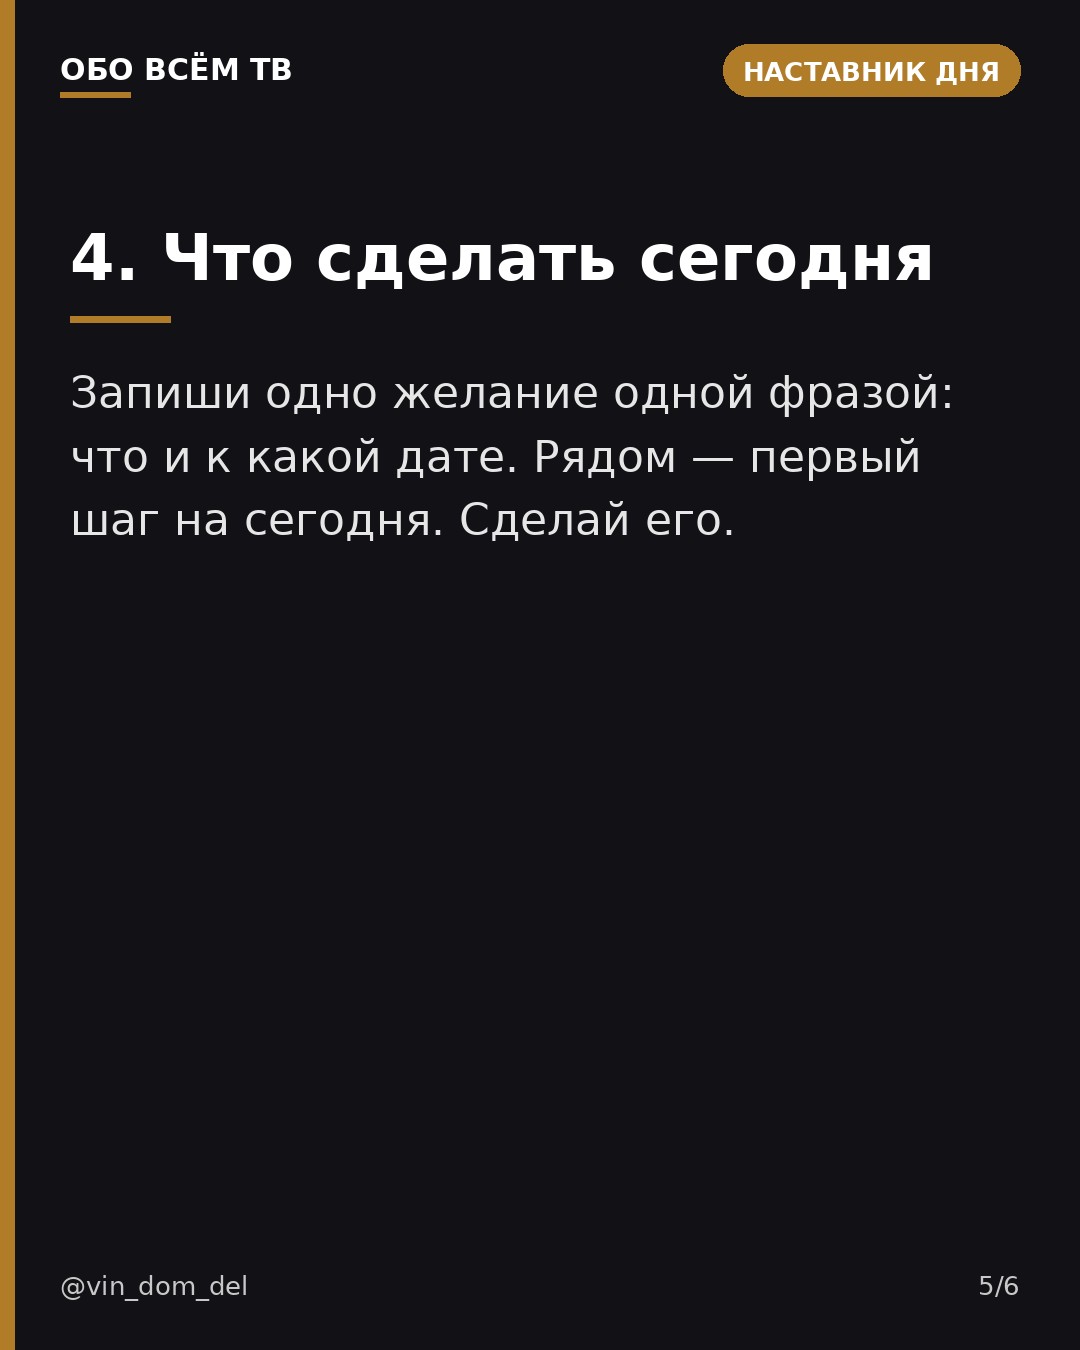 ОБО ВСЁМ ТВ
НАСТАВНИК ДНЯ
4. Что сделать сегодня
Запиши одно желание одной фразой:
что и к какой дате. Рядом — первый
шаг на сегодня. Сделай его.
@vin_dom_del
5/6